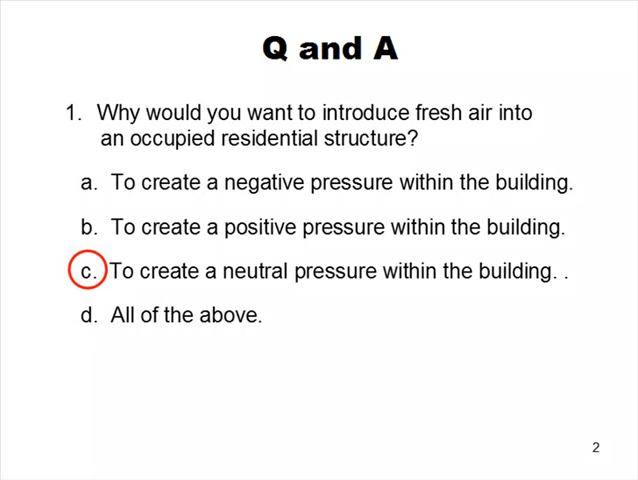 Q and A
1. Why would you want to introduce fresh air into
an occupied residential structure?
a. To create a negative pressure within the building.
b. To create a positive pressure within the building.
c. To create a neutral pressure within the building. .
d. All of the above.
2